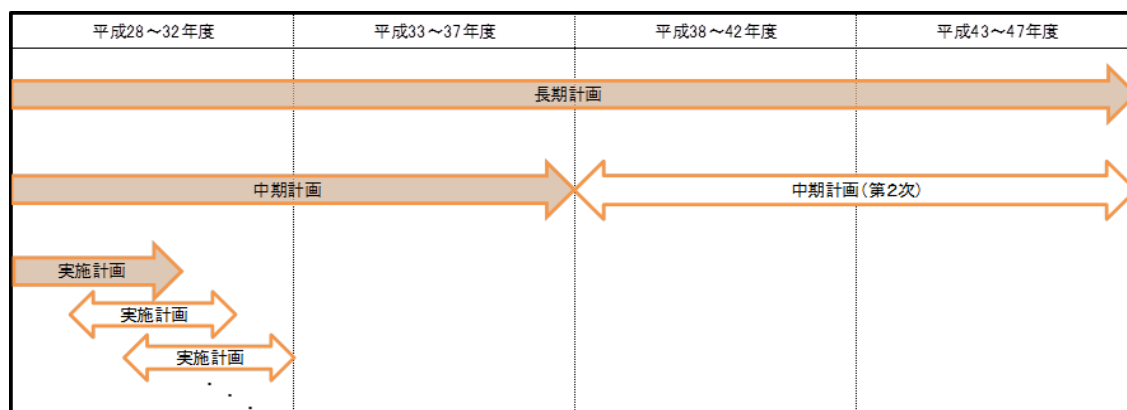 平成28～32年度
平成33～37年度
平成38～42年度
平成43～47年度
長期計画
中期計画
中期計画(第2次)
実施計画
実施計画
実施計画